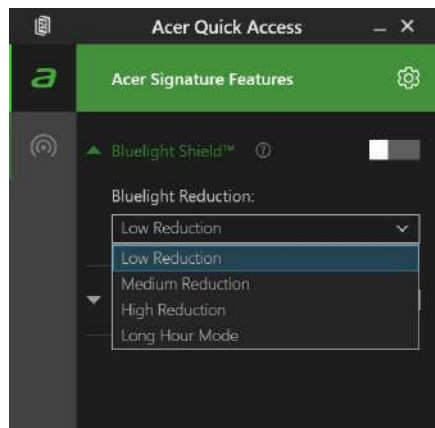 Acer Quick Access
a
Acer Signature Features
Bluelight Shield™ ?
Bluelight Reduction:
Low Reduction
Low Reduction
Medium Reduction
High Reduction
Long Hour Mode